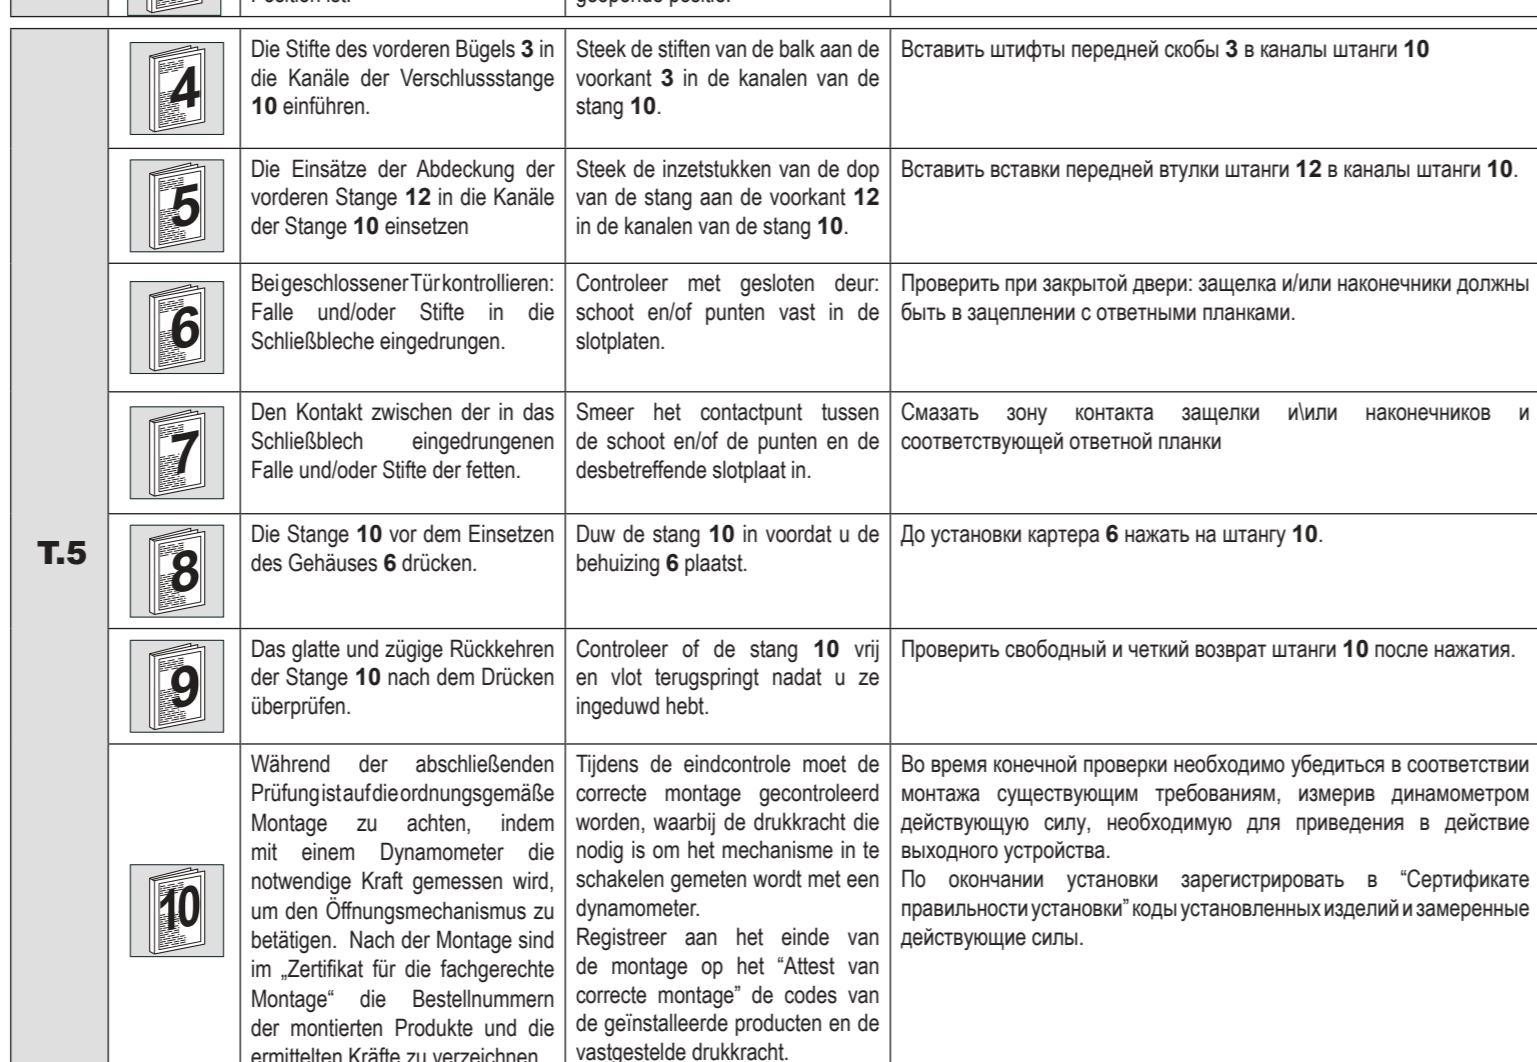 Position ist.
geopende positie.
T.5
4
Die Stifte des vorderen Bügels 3 in
die Kanäle der Verschlussstange
10 einführen.
Steek de stiften van de balk aan de
voorkant 3 in de kanalen van de
stang 10.
Вставить штифты передней скобы 3 в каналы штанги 10
5
Die Einsätze der Abdeckung der
vorderen Stange 12 in die Kanäle
der Stange 10 einsetzen
Steek de inzetstukken van de dop
van de stang aan de voorkant 12
in de kanalen van de stang 10.
Вставить вставки передней втулки штанги 12 в каналы штанги 10.
6
Bei geschlossener Tür kontrollieren:
Falle und/oder Stifte in die
Schließbleche eingedrungen.
Controleer met gesloten deur:
schoot en/of punten vast in de
slotplaten.
Проверить при закрытой двери: защелка и/или наконечники должны
быть в зацеплении с ответными планками.
7
Den Kontakt zwischen der in das
Schließblech eingedrungenen
Falle und/oder Stifte der fetten.
Smeer het contactpunt tussen
de schoot en/of de punten en de
desbetreffende slotplaat in.
Смазать зону контакта защелки и\или наконечников и
соответствующей ответной планки
8
Die Stange 10 vor dem Einsetzen
des Gehäuses 6 drücken.
Duw de stang 10 in voordat u de
behuizing 6 plaatst.
До установки картера 6 нажать на штангу 10.
9
Das glatte und zügige Rückkehren
der Stange 10 nach dem Drücken
überprüfen.
Controleer of de stang 10 vrij
en vlot terugspringt nadat u ze
ingeduwd hebt.
Проверить свободный и четкий возврат штанги 10 после нажатия.
10
Während der abschließenden
Prüfung ist auf die ordnungsgemäße
Montage zu achten, indem
mit einem Dynamometer die
notwendige Kraft gemessen wird,
um den Öffnungsmechanismus zu
betätigen. Nach der Montage sind
im „Zertifikat für die fachgerechte
Montage“ die Bestellnummern
der montierten Produkte und die
ermittelten Kräfte zu verzeichnen
Tijdens de eindcontrole moet de
correcte montage gecontroleerd
worden, waarbij de drukkracht die
nodig is om het mechanisme in te
schakelen gemeten wordt met een
dynamometer.
Registreer aan het einde van
de montage op het “Attest van
correcte montage” de codes van
de geïnstalleerde producten en de
vastgestelde drukkracht.
Во время конечной проверки необходимо убедиться в соответствии
монтажа существующим требованиям, измерив динамометром
действующую силу, необходимую для приведения в действие
выходного устройства.
По окончании установки зарегистрировать в “Сертификате
правильности установки” коды установленных изделий и замеренные
действующие силы.